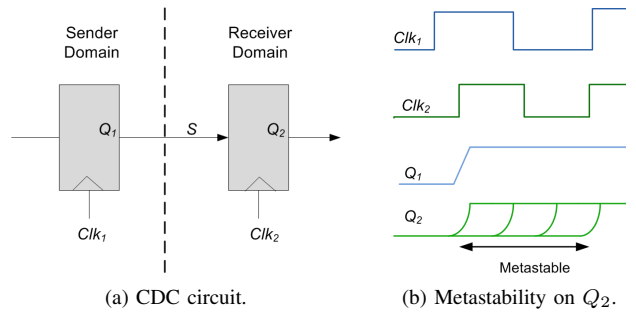 Sender
Domain
Receiver
Domain
Q1
S
Q2
Clk1
Clk2
(a) CDC circuit.
Clk1
Clk2
Q1
Q2
Metastable
(b) Metastability on Q2.